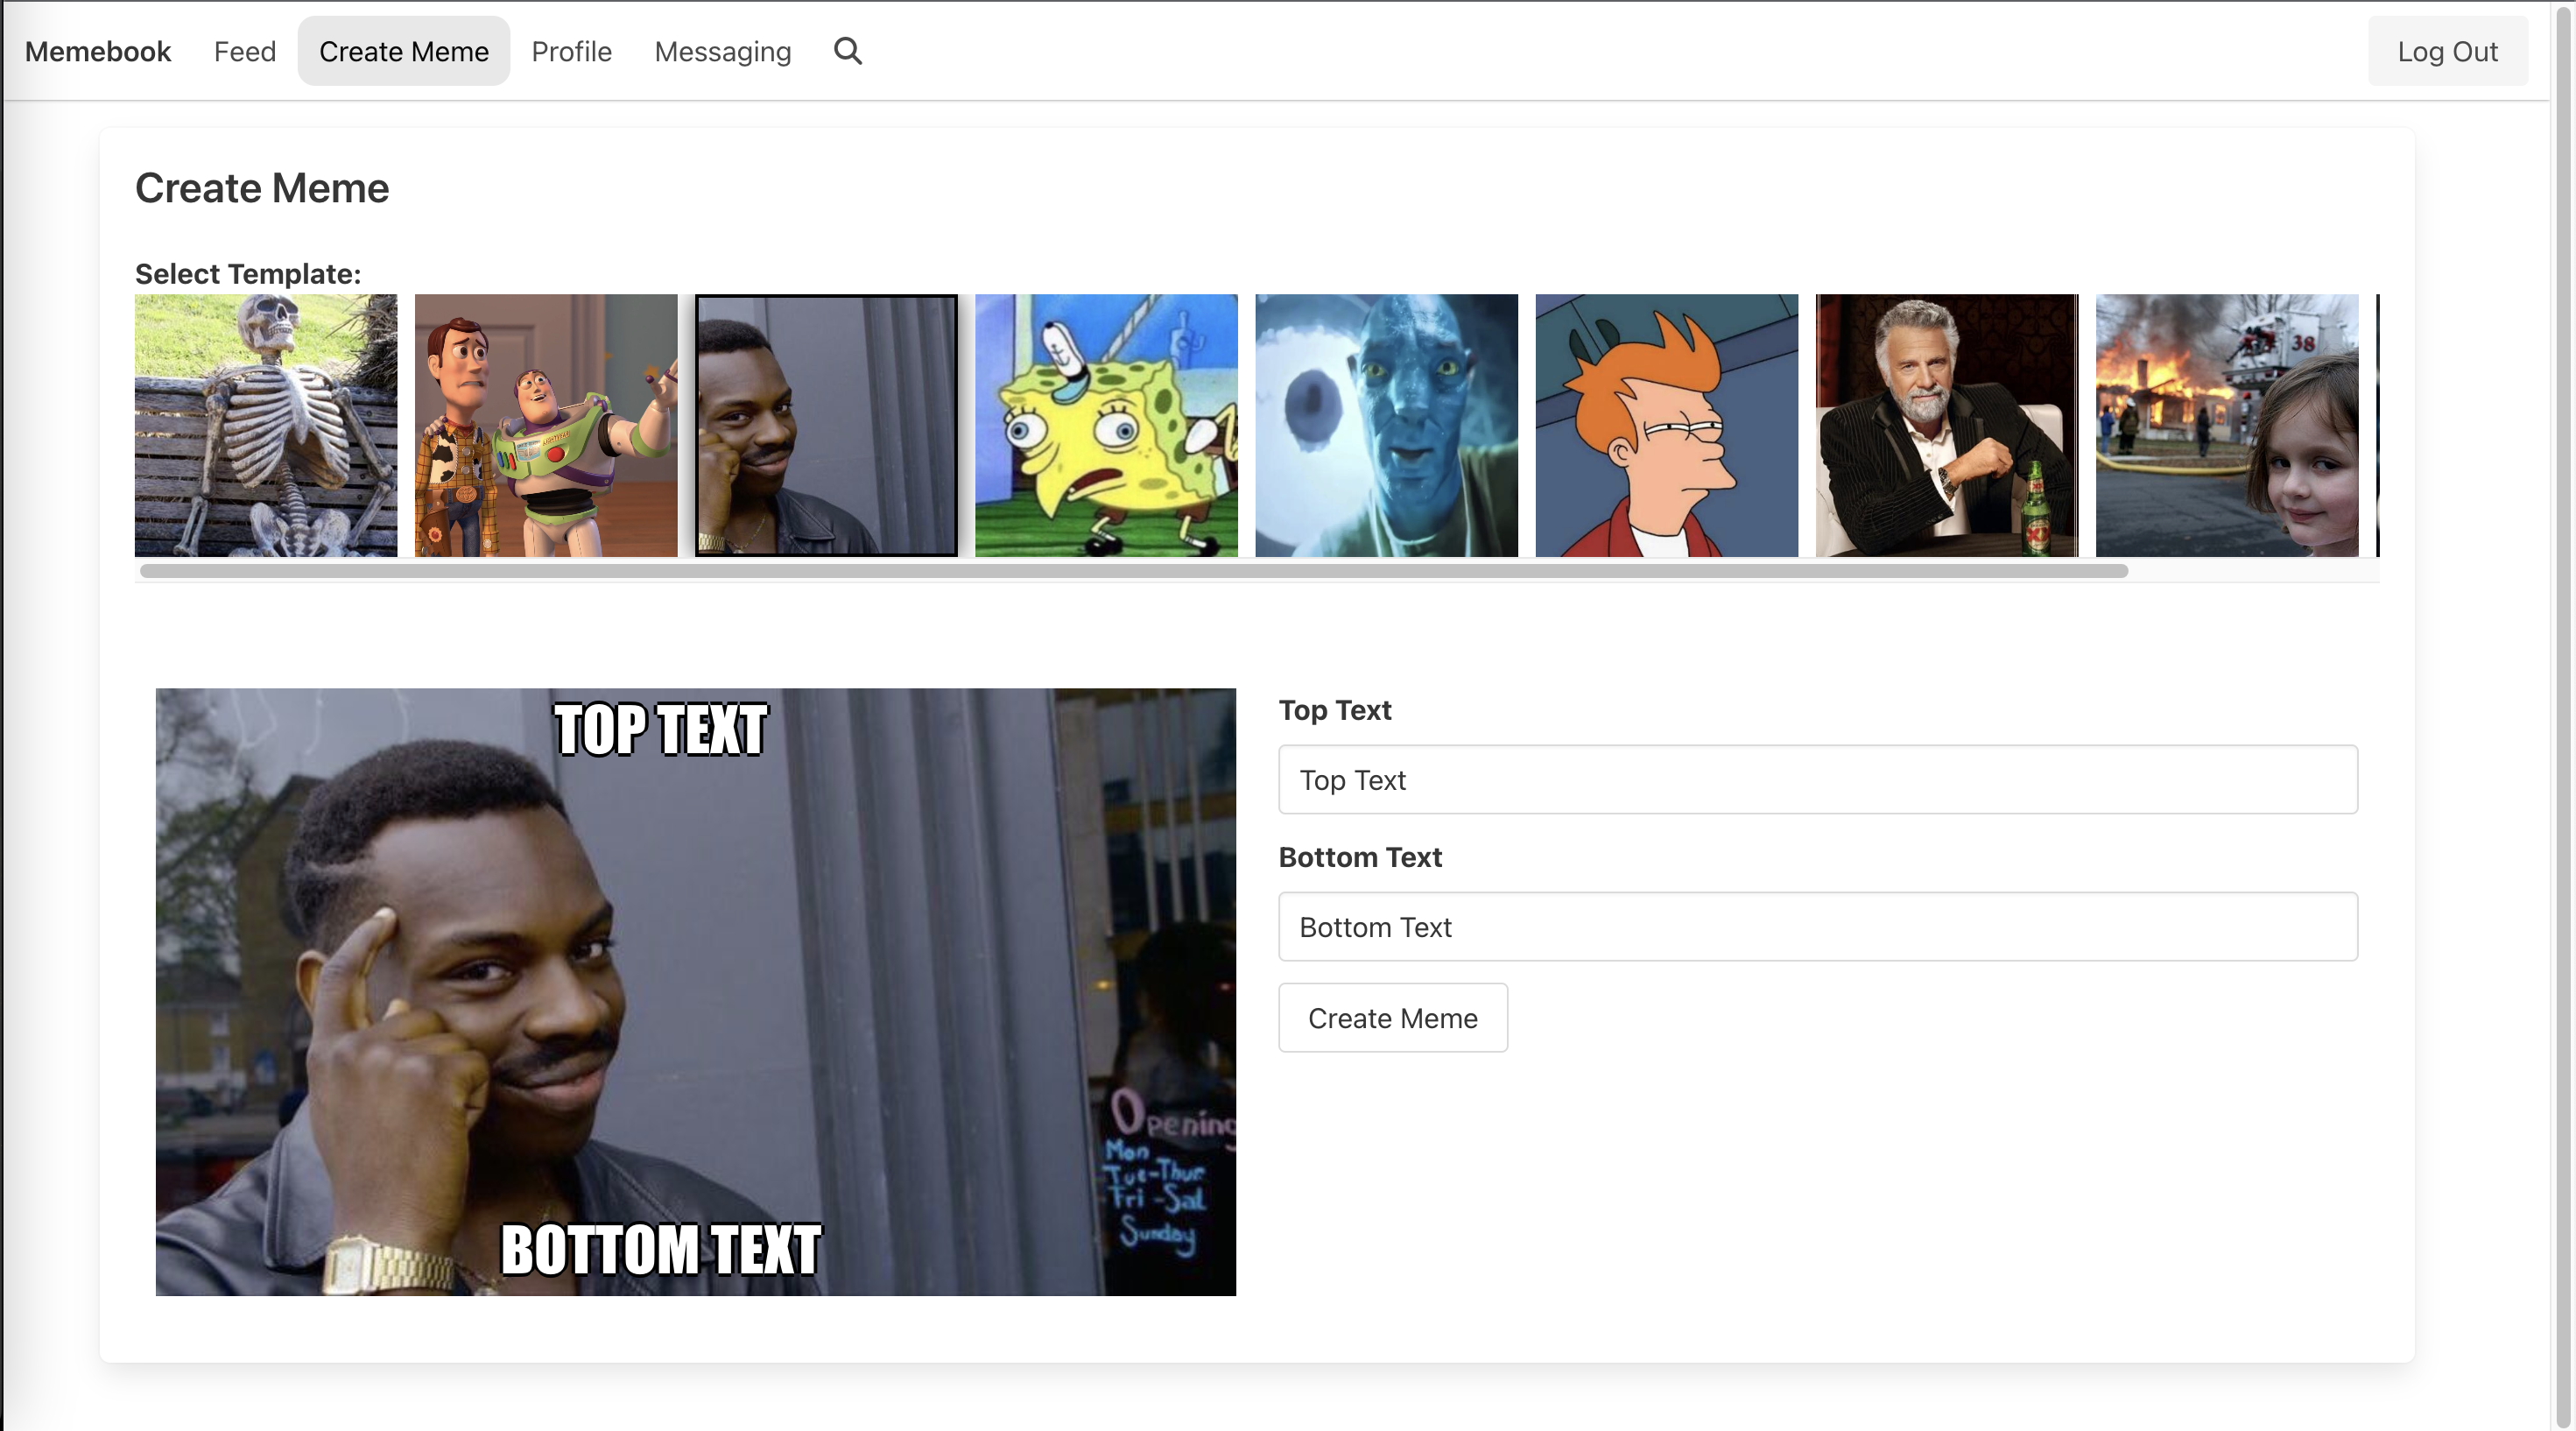 Memebook Feed Create Meme Profile Messaging Log Out
Create Meme
Select Template:
38
TOP TEXT
BOTTOM TEXT
Opening
Mon
Tue-Thur
Fri -Sal
Sunday
Top Text
Top Text
Bottom Text
Bottom Text
Create Meme